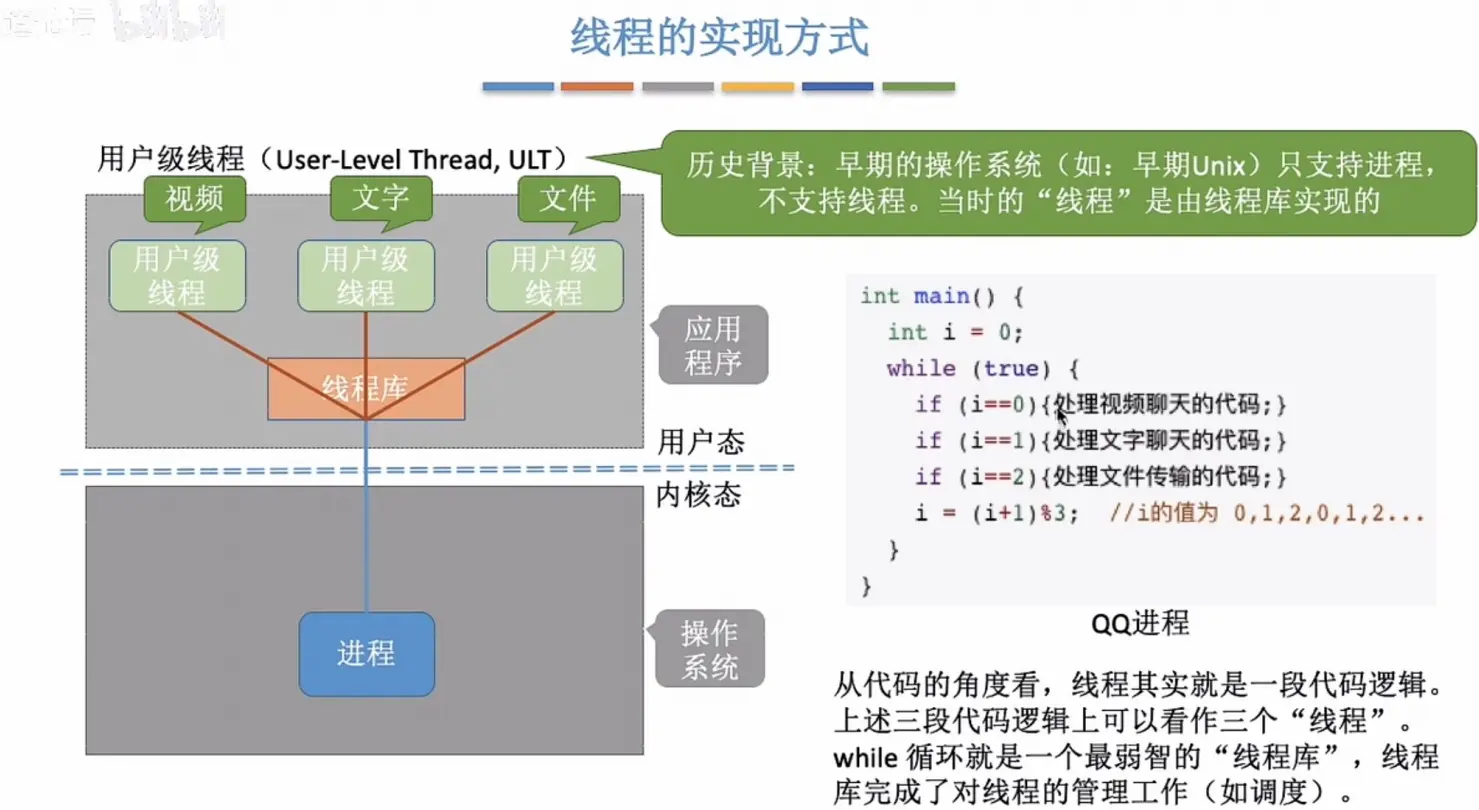 bilibili
线程的实现方式
用户级线程（User-Level Thread, ULT）
历史背景：早期的操作系统（如：早期Unix）只支持进程，
不支持线程。当时的“线程”是由线程库实现的
视频
文字
文件
用户级
线程
用户级
线程
用户级
线程
线程库
应用
程序
用户态
内核态
进程
操作
系统
int main() {
int i = 0;
while (true) {
if (i==0){处理视频聊天的代码;}
if (i==1){处理文字聊天的代码;}
if (i==2){处理文件传输的代码;}
i = (i+1)%3; //i的值为 0,1,2,0,1,2...
}
}
QQ进程
从代码的角度看，线程其实就是一段代码逻辑。
上述三段代码逻辑上可以看作三个“线程”。
while 循环就是一个最弱智的“线程库”，线程
库完成了对线程的管理工作（如调度）。